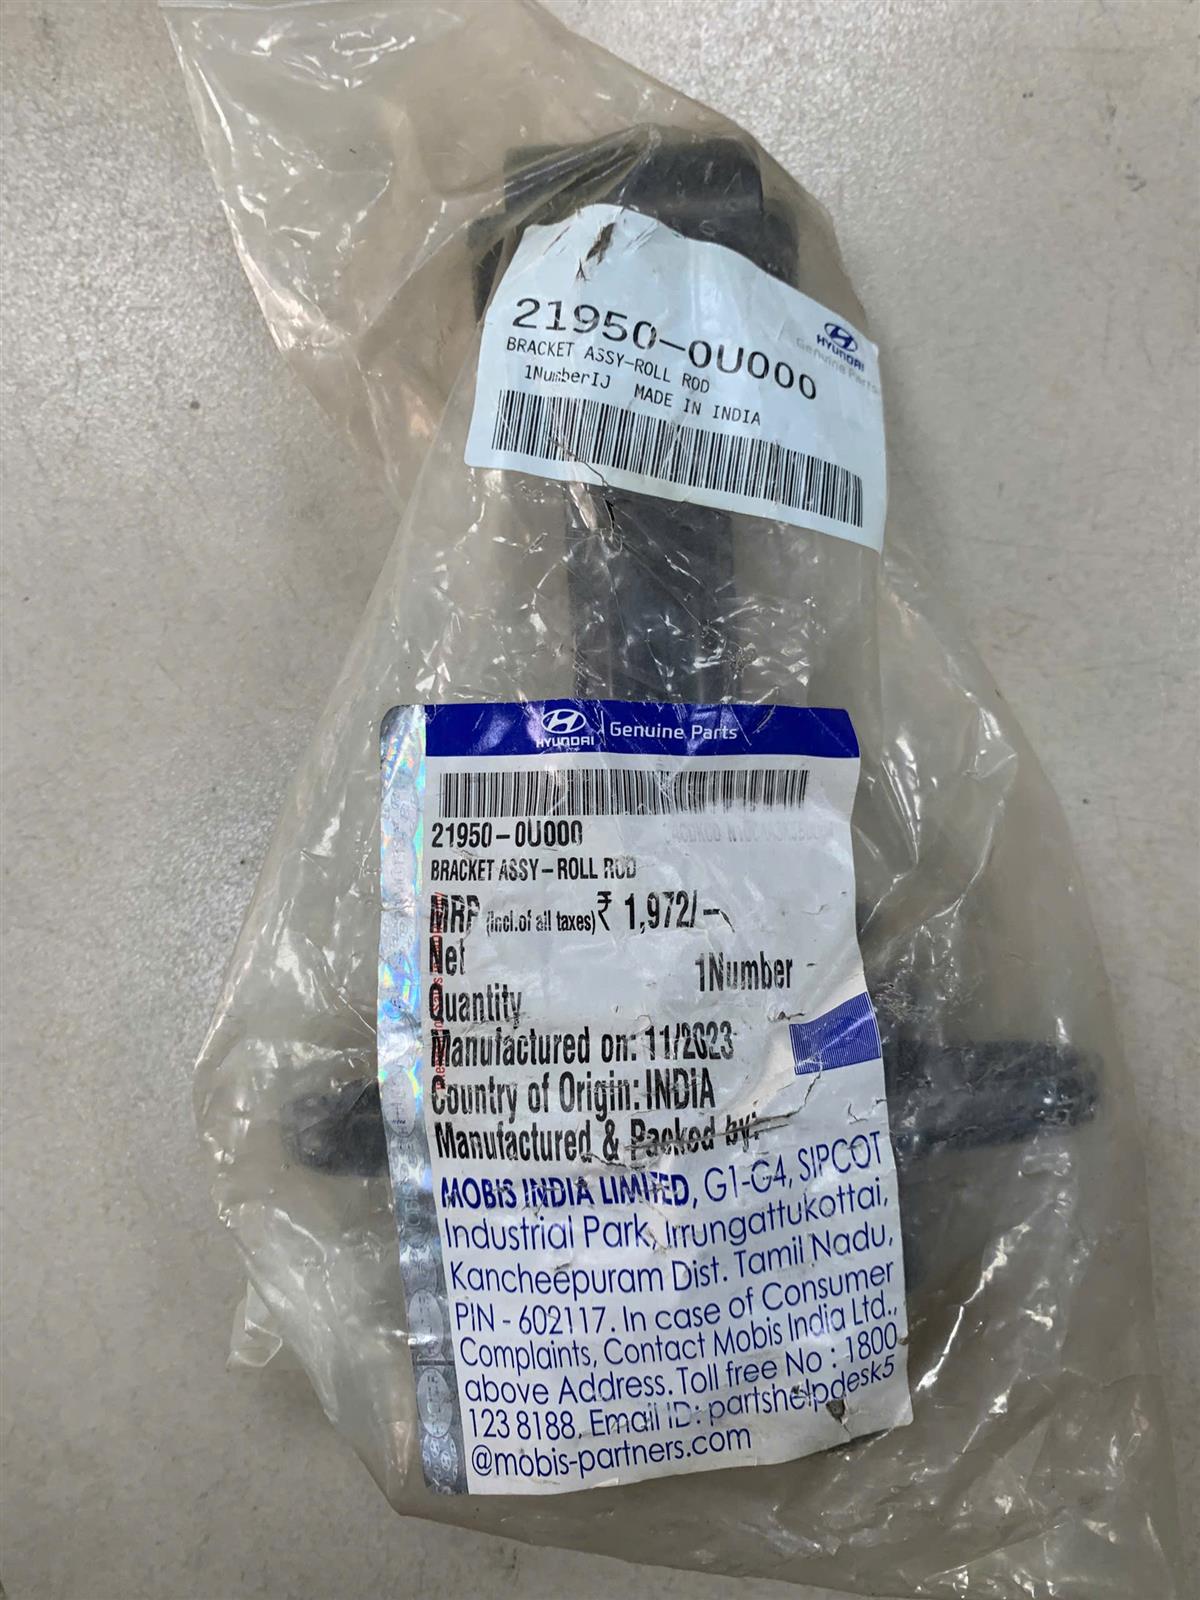 21950-0U000
HYUNDAI
Genuine Parts
BRACKET ASSY-ROLL ROD
1NumberIJ MADE IN INDIA
HYUNDAI Genuine Parts
21950-0U000
BRACKET ASSY-ROLL ROD
MRP (Incl.of all taxes) ₹ 1,972/-
Net
Quantity 1Number
Manufactured on: 11/2023
Country of Origin: INDIA
Manufactured & Packed by:
MOBIS INDIA LIMITED, G1-G4, SIPCOT
Industrial Park, Irrungattukottai,
Kancheepuram Dist. Tamil Nadu,
PIN - 602117. In case of Consumer
Complaints, Contact Mobis India Ltd.,
above Address. Toll free No : 1800
123 8188, Email ID: partshelpdesk5
@mobis-partners.com